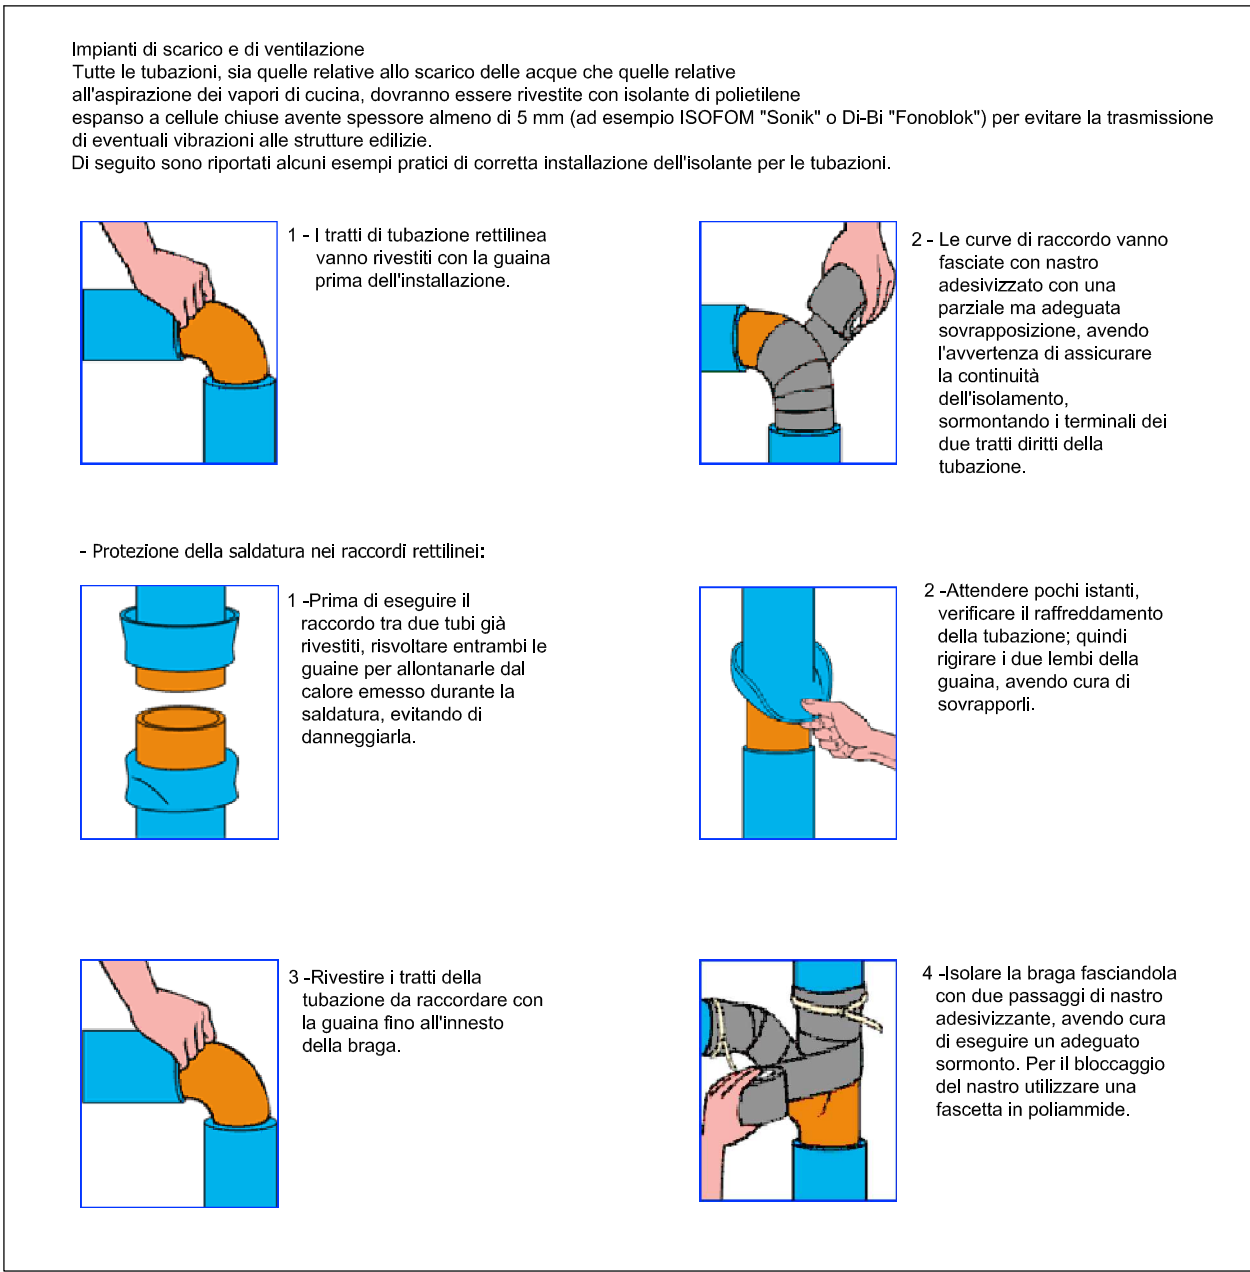 Impianti di scarico e di ventilazione
Tutte le tubazioni, sia quelle relative allo scarico delle acque che quelle relative
all'aspirazione dei vapori di cucina, dovranno essere rivestite con isolante di polietilene
espanso a cellule chiuse avente spessore almeno di 5 mm (ad esempio ISOFOM "Sonik" o Di-Bi "Fonoblok") per evitare la trasmissione
di eventuali vibrazioni alle strutture edilizie.
Di seguito sono riportati alcuni esempi pratici di corretta installazione dell'isolante per le tubazioni.
1 - I tratti di tubazione rettilinea
vanno rivestiti con la guaina
prima dell'installazione.
2 - Le curve di raccordo vanno
fasciate con nastro
adesivizzato con una
parziale ma adeguata
sovrapposizione, avendo
l'avvertenza di assicurare
la continuità
dell'isolamento,
sormontando i terminali dei
due tratti diritti della
tubazione.
- Protezione della saldatura nei raccordi rettilinei:
1 -Prima di eseguire il
raccordo tra due tubi già
rivestiti, risvoltare entrambi le
guaine per allontanarle dal
calore emesso durante la
saldatura, evitando di
danneggiarla.
2 -Attendere pochi istanti,
verificare il raffreddamento
della tubazione; quindi
rigirare i due lembi della
guaina, avendo cura di
sovrapporli.
3 -Rivestire i tratti della
tubazione da raccordare con
la guaina fino all'innesto
della braga.
4 -Isolare la braga fasciandola
con due passaggi di nastro
adesivizzante, avendo cura
di eseguire un adeguato
sormonto. Per il bloccaggio
del nastro utilizzare una
fascetta in poliammide.